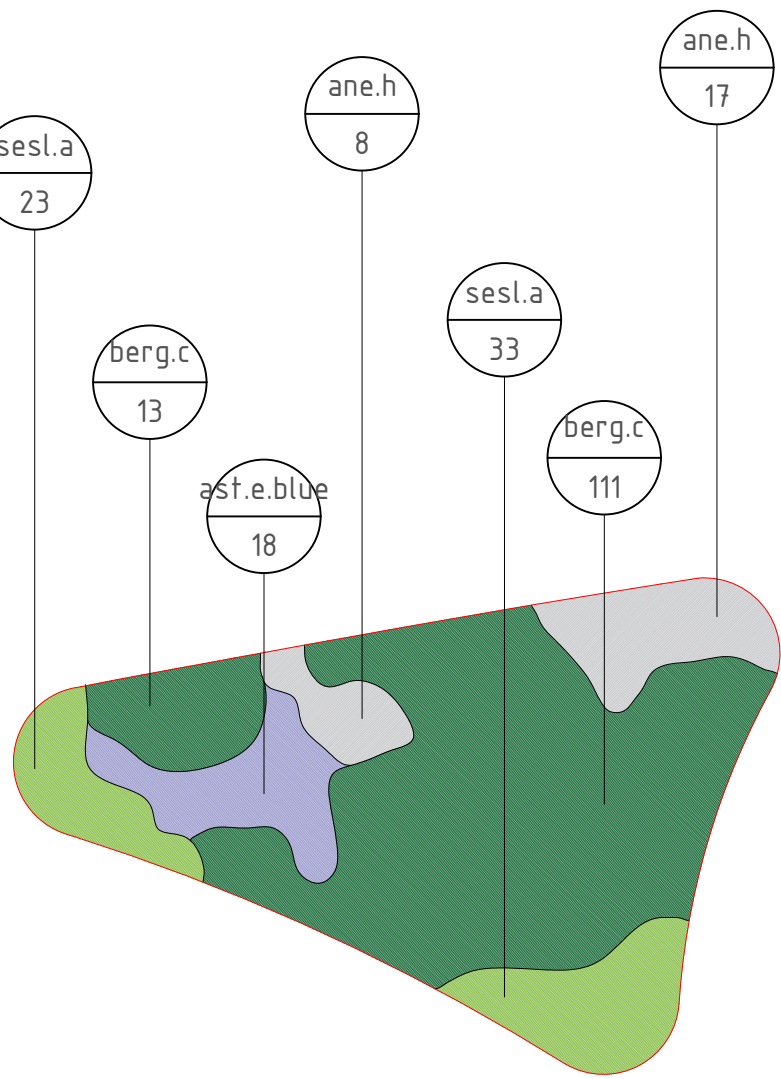 ane.h
17
ane.h
8
sesl.a
23
sesl.a
33
berg.c
13
berg.c
111
ast.e.blue
18